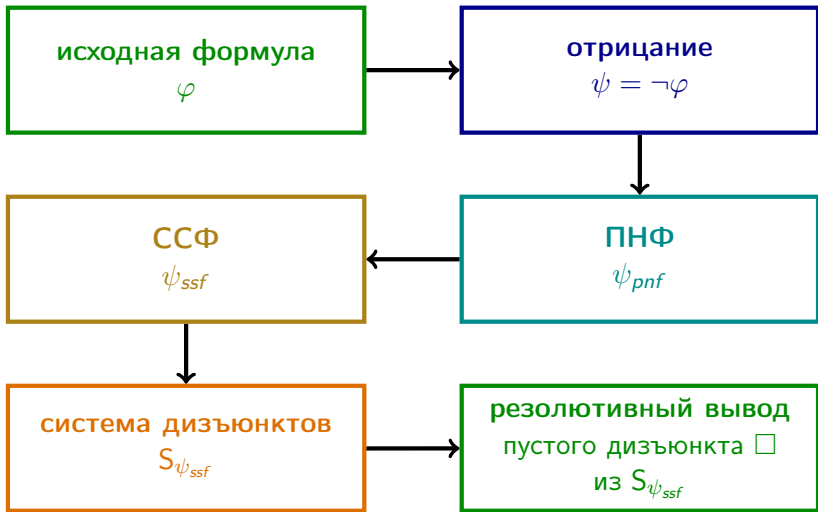 исходная формула
φ
отрицание
ψ = ¬φ
ПНФ
ψ_pnf
ССФ
ψ_ssf
система дизъюнктов
S_ψ_ssf
резолютивный вывод
пустого дизъюнкта □
из S_ψ_ssf